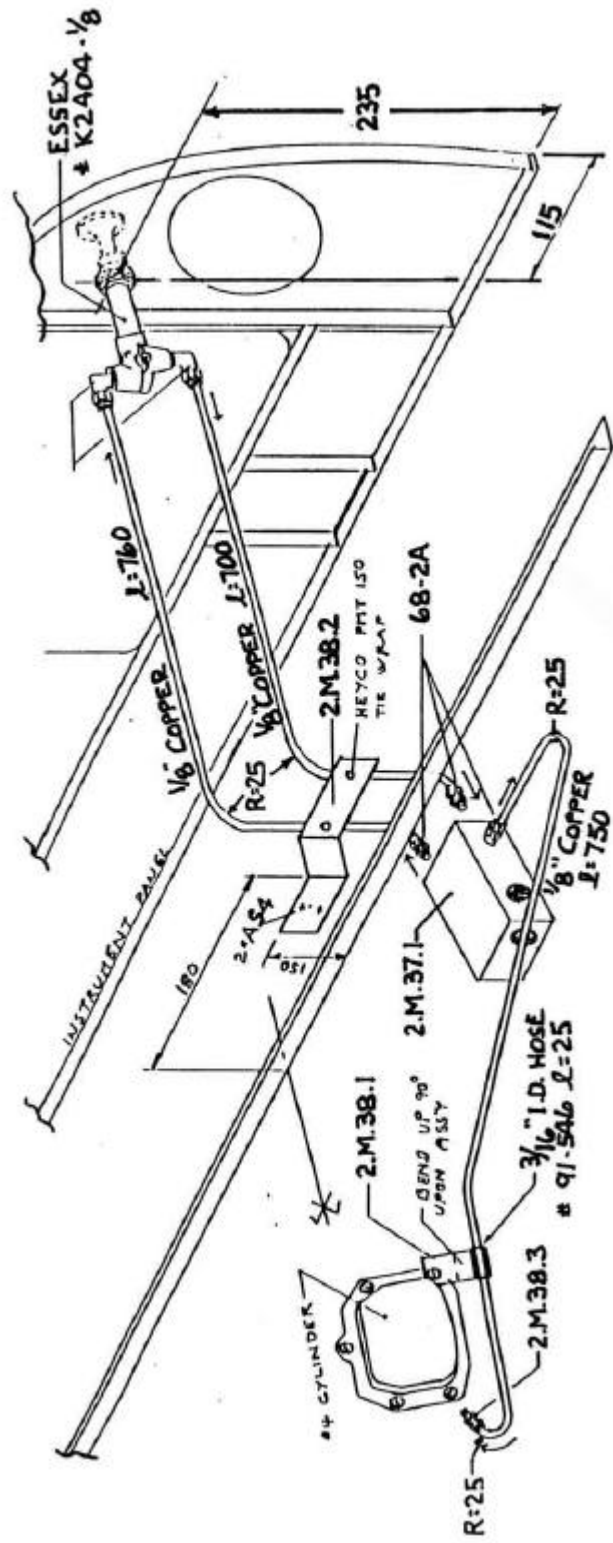 ESSEX
# K2404-1/8
235
115
l=760
1/8" COPPER
l=700
1/8" COPPER
R=25
2.M.38.2
HEYCO PMT 150
TIE WRAP
68-2A
R=25
1/8" COPPER
l=750
INSTRUMENT PANEL
180
2·AS4
150
2.M.37.1
#4 CYLINDER
2.M.38.1
BEND UP 90°
UPON ASSY
3/16" I.D. HOSE
# 91-5A6 l=25
2.M.38.3
R=25